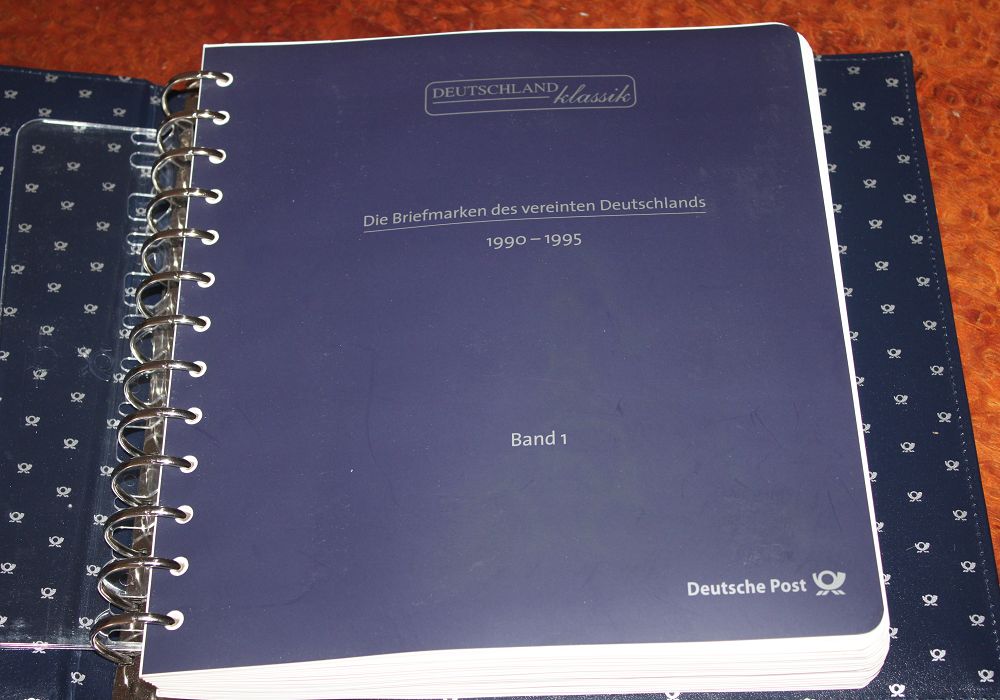 DEUTSCHLAND
klassik
Die Briefmarken des vereinten Deutschlands
1990 – 1995
Band 1
Deutsche Post